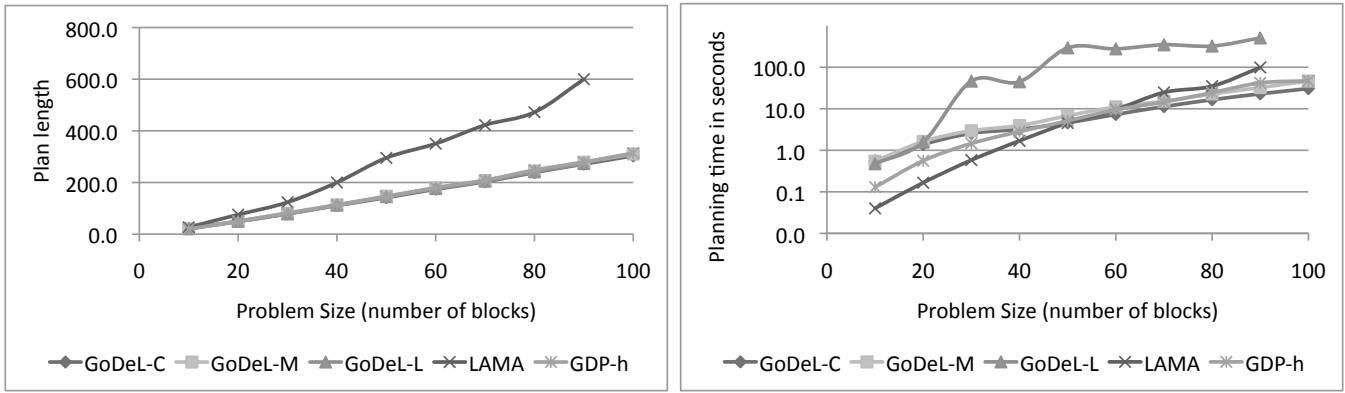 800.0
600.0
400.0
200.0
0.0
Plan length
0 20 40 60 80 100
Problem Size (number of blocks)
GoDeL-C GoDeL-M GoDeL-L LAMA GDP-h
100.0
10.0
1.0
0.1
0.0
Planning time in seconds
0 20 40 60 80 100
Problem Size (number of blocks)
GoDeL-C GoDeL-M GoDeL-L LAMA GDP-h